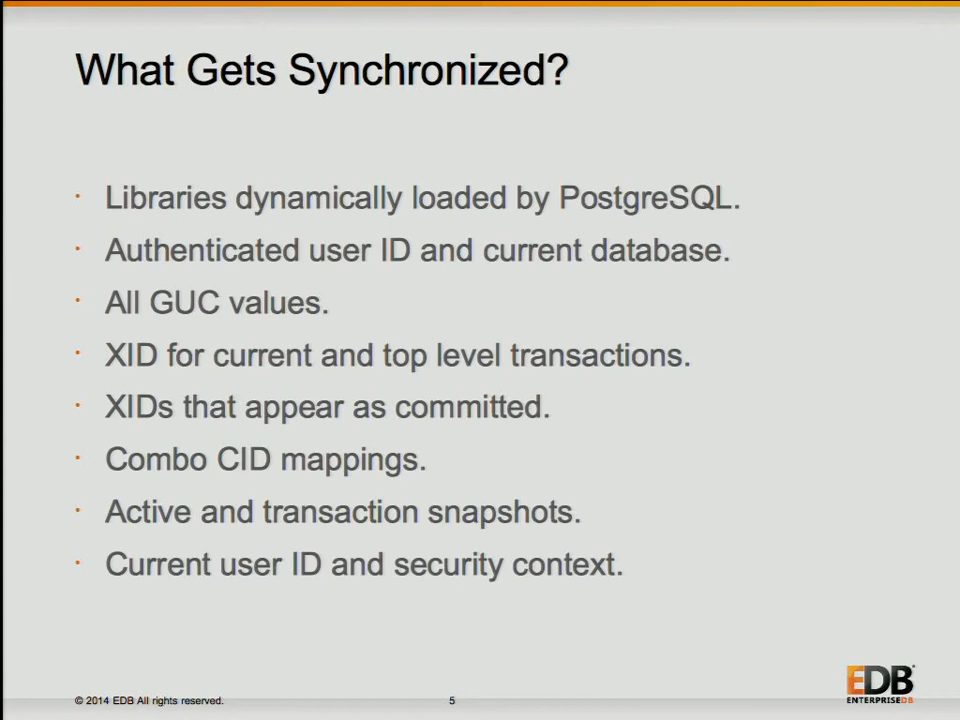 What Gets Synchronized?
· Libraries dynamically loaded by PostgreSQL.
· Authenticated user ID and current database.
· All GUC values.
· XID for current and top level transactions.
· XIDs that appear as committed.
· Combo CID mappings.
· Active and transaction snapshots.
· Current user ID and security context.
EDB
ENTERPRISEDB
© 2014 EDB All rights reserved. 5